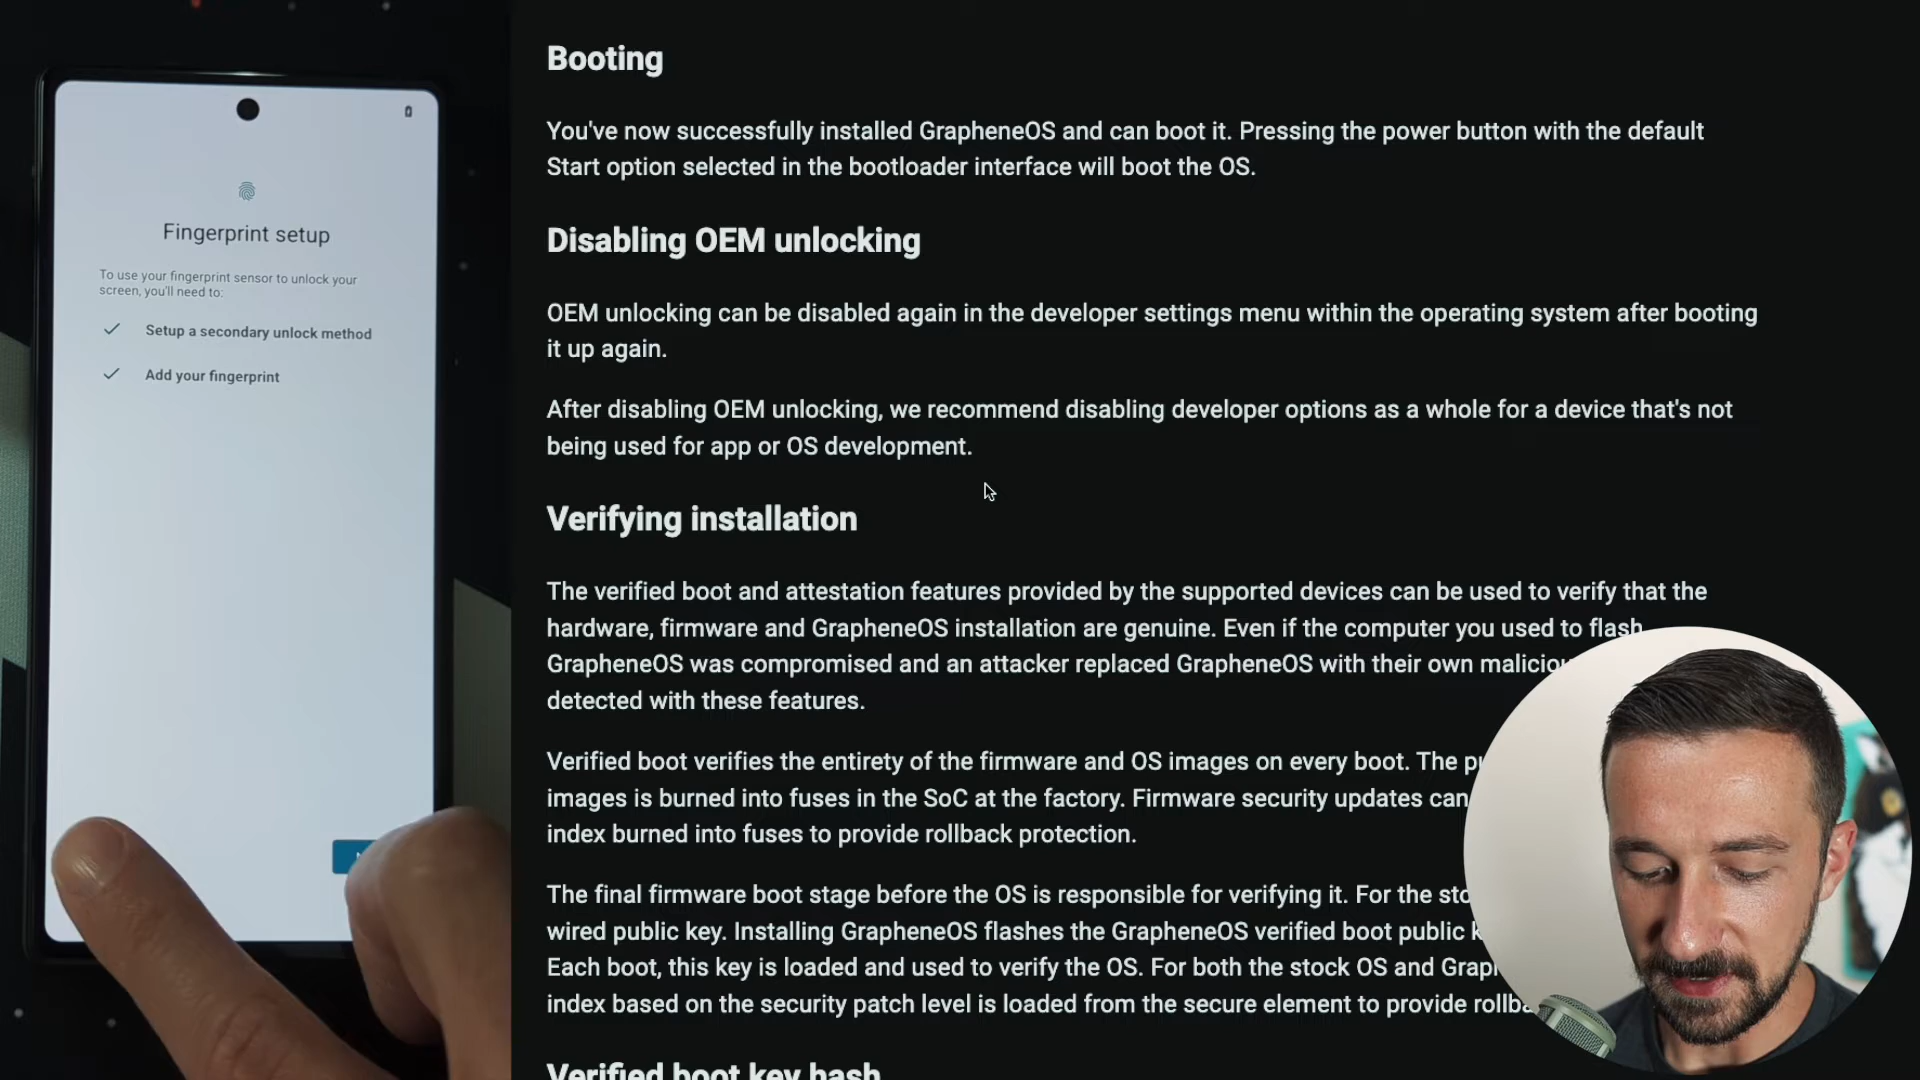 Fingerprint setup
To use your fingerprint sensor to unlock your
screen, you'll need to:
Setup a secondary unlock method
Add your fingerprint
Booting
You've now successfully installed GrapheneOS and can boot it. Pressing the power button with the default
Start option selected in the bootloader interface will boot the OS.
Disabling OEM unlocking
OEM unlocking can be disabled again in the developer settings menu within the operating system after booting
it up again.
After disabling OEM unlocking, we recommend disabling developer options as a whole for a device that's not
being used for app or OS development.
Verifying installation
The verified boot and attestation features provided by the supported devices can be used to verify that the
hardware, firmware and GrapheneOS installation are genuine. Even if the computer you used to flash
GrapheneOS was compromised and an attacker replaced GrapheneOS with their own
detected with these features.
Verified boot verifies the entirety of the firmware and OS images on every boot. The
images is burned into fuses in the SoC at the factory. Firmware security updates can
index burned into fuses to provide rollback protection.
The final firmware boot stage before the OS is responsible for verifying it. For the
wired public key. Installing GrapheneOS flashes the GrapheneOS verified boot public
Each boot, this key is loaded and used to verify the OS. For both the stock OS and
index based on the security patch level is loaded from the secure element to provide
Verified boot key hash